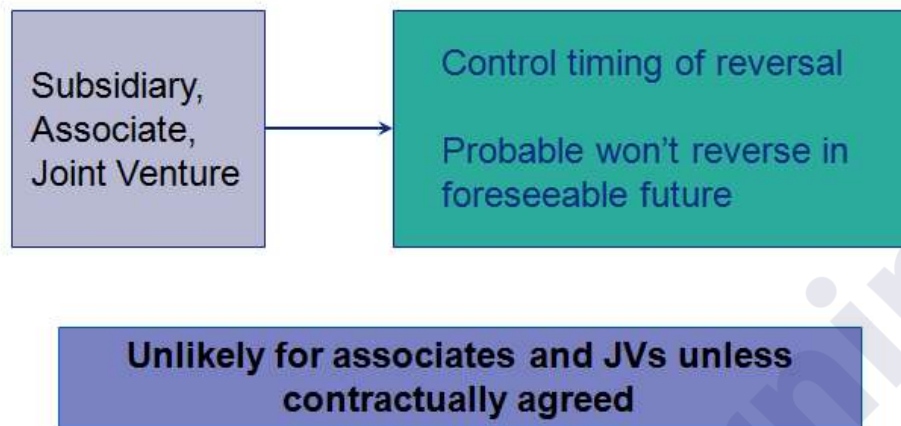 Subsidiary,
Associate,
Joint Venture
Control timing of reversal
Probable won't reverse in
foreseeable future
Unlikely for associates and JVs unless
contractually agreed